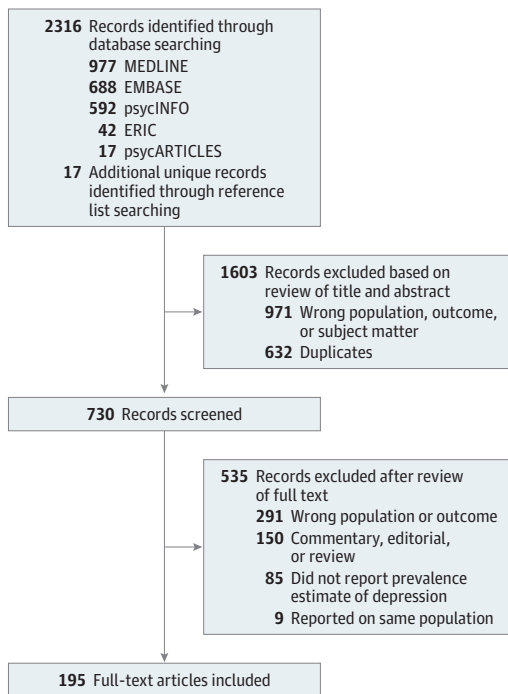 2316 Records identified through
database searching
977 MEDLINE
688 EMBASE
592 psycINFO
42 ERIC
17 psycARTICLES
17 Additional unique records
identified through reference
list searching
1603 Records excluded based on
review of title and abstract
971 Wrong population, outcome,
or subject matter
632 Duplicates
730 Records screened
535 Records excluded after review
of full text
291 Wrong population or outcome
150 Commentary, editorial,
or review
85 Did not report prevalence
estimate of depression
9 Reported on same population
195 Full-text articles included